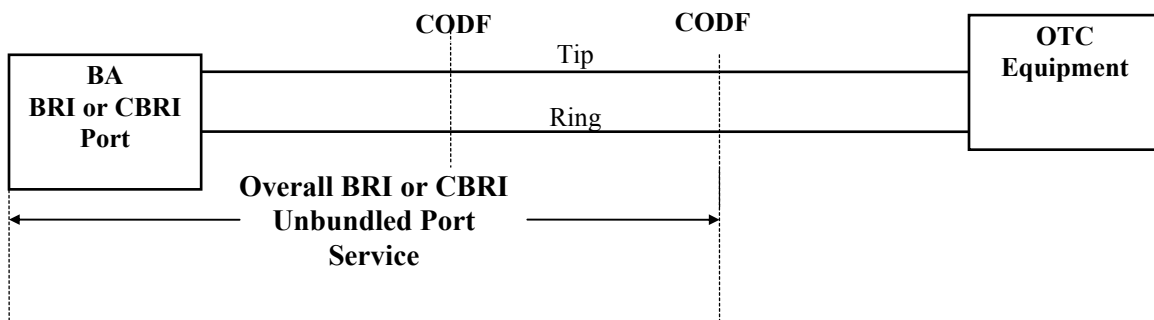 CODF
CODF
OTC
Equipment
Tip
BA
BRI or CBRI
Port
Ring
Overall BRI or CBRI
Unbundled Port
Service